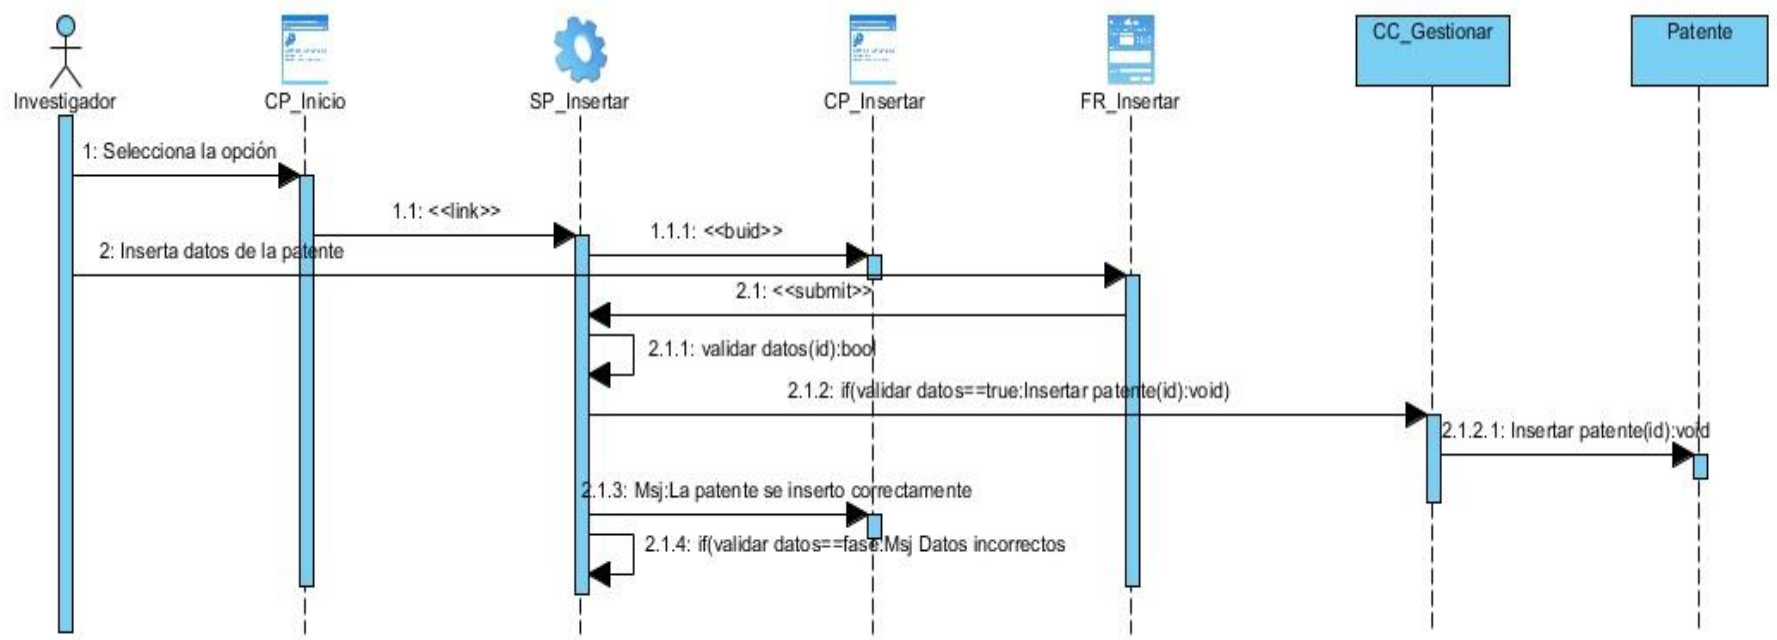 Investigador
CP_Inicio
SP_Insertar
CP_Insertar
FR_Insertar
CC_Gestionar
Patente
1: Selecciona la opción
1.1: <<link>>
1.1.1: <<buid>>
2: Inserta datos de la patente
2.1: <<submit>>
2.1.1: validar datos(id):bool
2.1.2: if(validar datos==true:Insertar patente(id):void)
2.1.2.1: Insertar patente(id):void
2.1.3: Msj:La patente se inserto correctamente
2.1.4: if(validar datos==fase:Msj Datos incorrectos